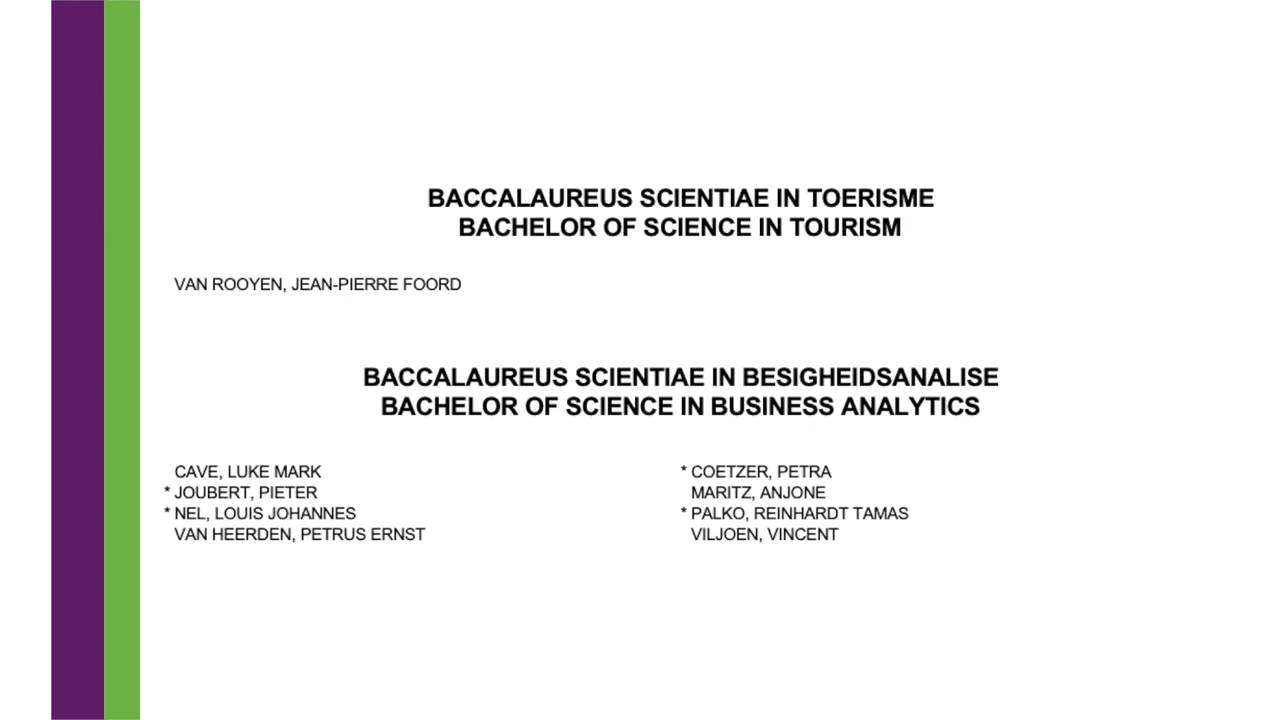 BACCALAUREUS SCIENTIAE IN TOERISME
BACHELOR OF SCIENCE IN TOURISM
VAN ROOYEN, JEAN-PIERRE FOORD
BACCALAUREUS SCIENTIAE IN BESIGHEIDSANALISE
BACHELOR OF SCIENCE IN BUSINESS ANALYTICS
CAVE, LUKE MARK
* JOUBERT, PIETER
* NEL, LOUIS JOHANNES
VAN HEERDEN, PETRUS ERNST
* COETZER, PETRA
MARITZ, ANJONE
* PALKO, REINHARDT TAMAS
VILJOEN, VINCENT